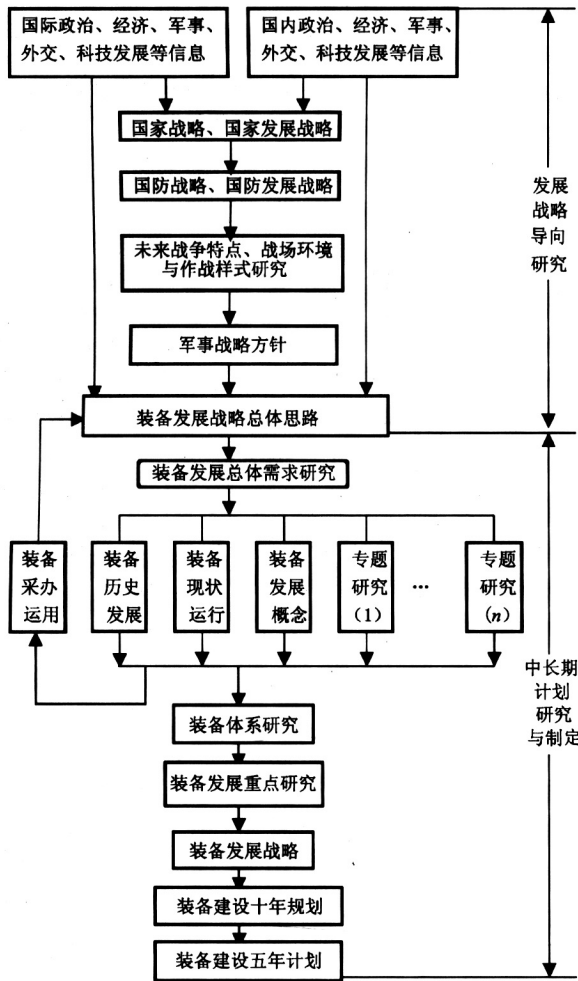 国际政治、经济、军事、
外交、科技发展等信息
国内政治、经济、军事、
外交、科技发展等信息
国家战略、国家发展战略
国防战略、国防发展战略
未来战争特点、战场环境
与作战样式研究
军事战略方针
装备发展战略总体思路
发展
战略
导向
研究
装备发展总体需求研究
装备
采办
运用
装备
历史
发展
装备
现状
运行
装备
发展
概念
专题
研究
(1)
…
专题
研究
(n)
装备体系研究
装备发展重点研究
装备发展战略
装备建设十年规划
装备建设五年计划
中长期
计划
研究
与制定